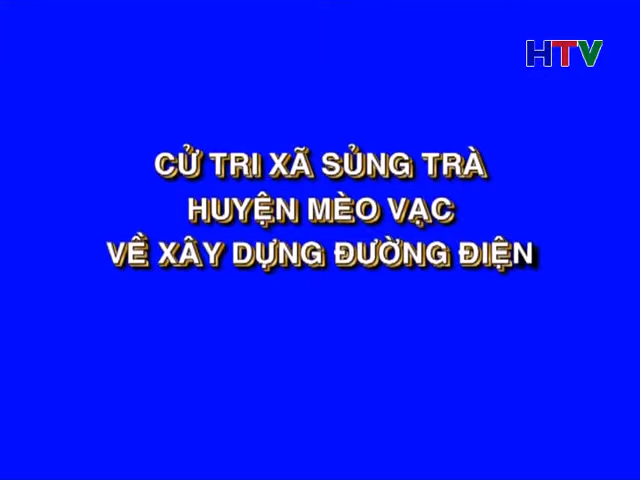 HTV
CỬ TRI XÃ SỦNG TRÀ
HUYỆN MÈO VẠC
VỀ XÂY DỰNG ĐƯỜNG ĐIỆN